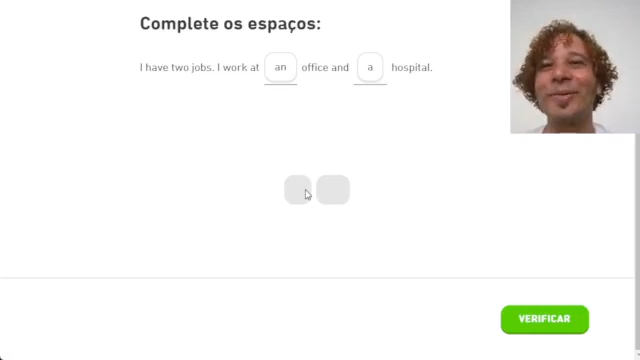 Complete os espaços:
I have two jobs. I work at an office and a hospital.
VERIFICAR